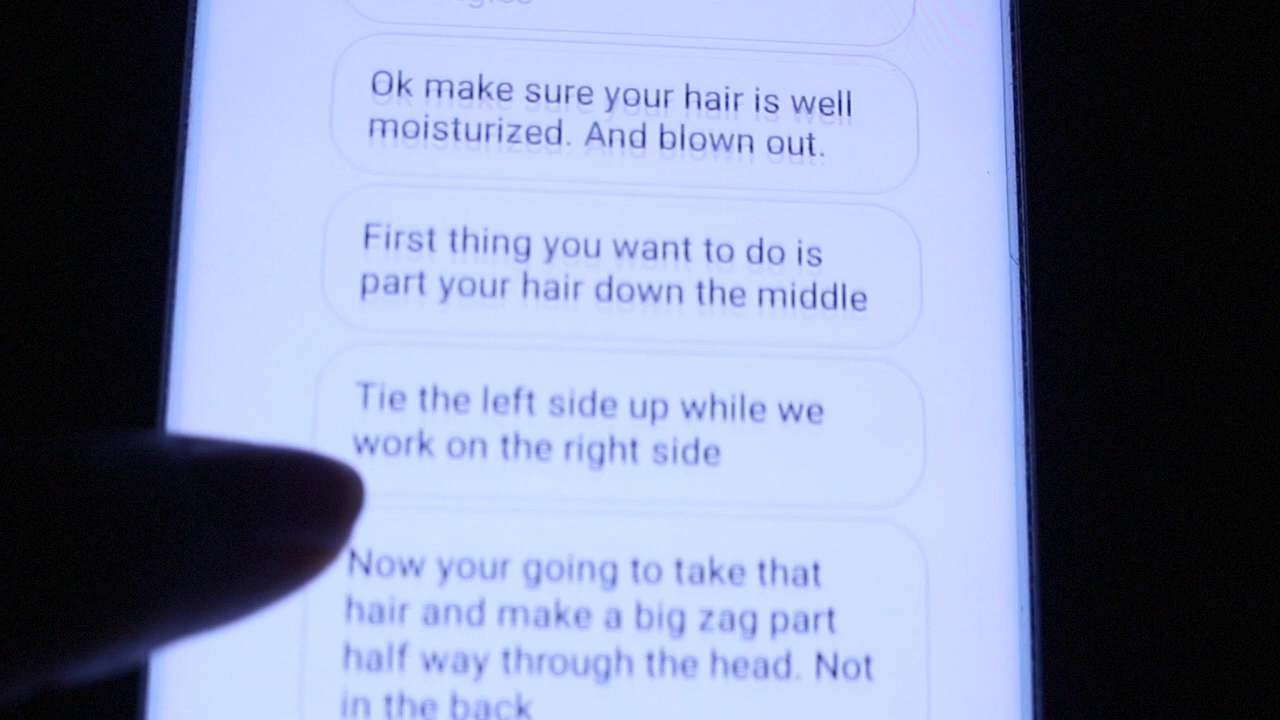 Ok make sure your hair is well
moisturized. And blown out.
First thing you want to do is
part your hair down the middle
Tie the left side up while we
work on the right side
Now your going to take that
hair and make a big zag part
half way through the head. Not
in the back